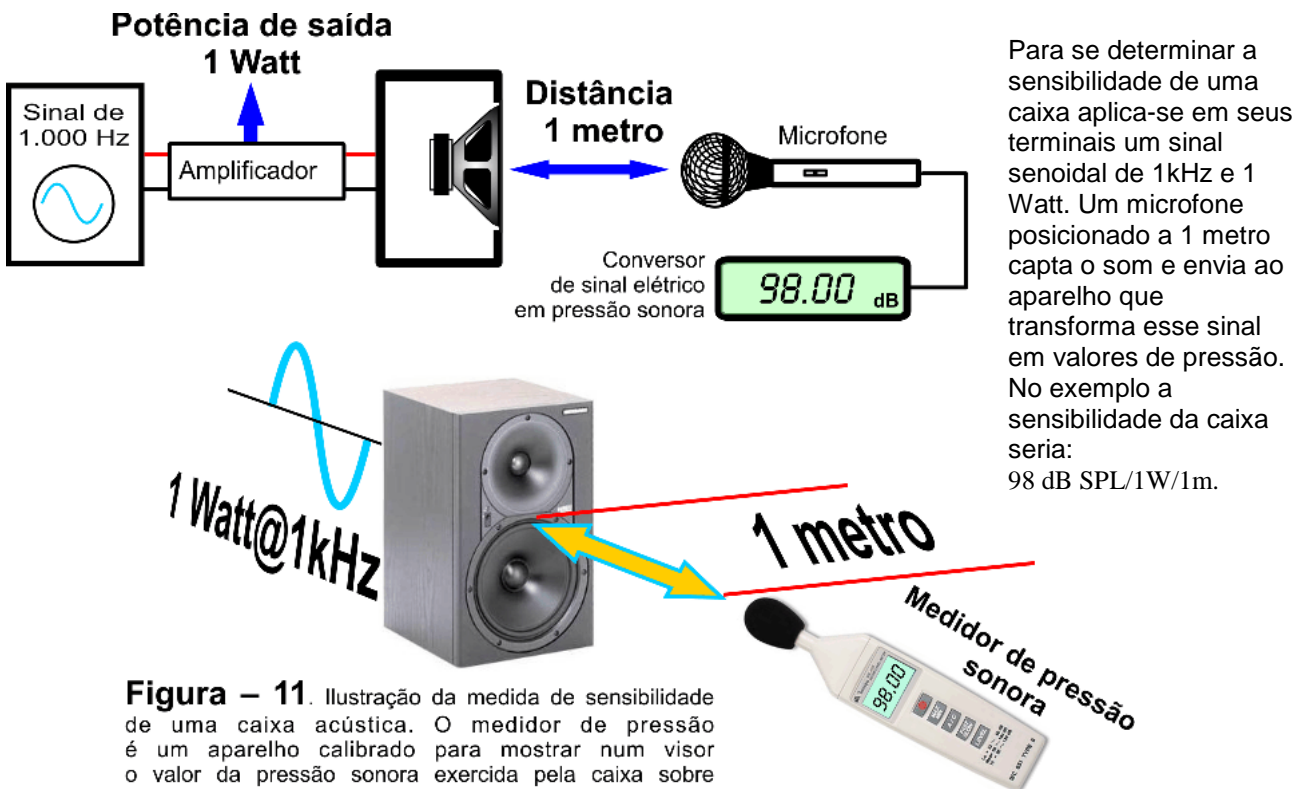 Potência de saída
1 Watt
Sinal de
1.000 Hz
Amplificador
Distância
1 metro
Microfone
Conversor
de sinal elétrico
em pressão sonora
98.00 dB
Para se determinar a
sensibilidade de uma
caixa aplica-se em seus
terminais um sinal
senoidal de 1kHz e 1
Watt. Um microfone
posicionado a 1 metro
capta o som e envia ao
aparelho que
transforma esse sinal
em valores de pressão.
No exemplo a
sensibilidade da caixa
seria:
98 dB SPL/1W/1m.
1 Watt@1kHz
1 metro
Medidor de pressão
sonora
98.00
Figura – 11. Ilustração da medida de sensibilidade
de uma caixa acústica. O medidor de pressão
é um aparelho calibrado para mostrar num visor
o valor da pressão sonora exercida pela caixa sobre